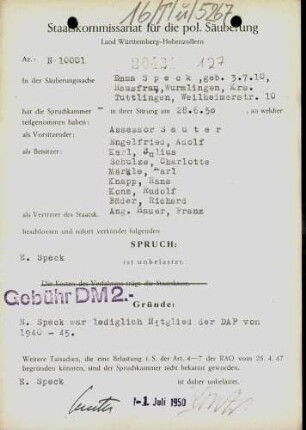 16/T/U/5267
Staatskommissariat für die pol. Säuberung
Land Württemberg-Hohenzollern
Az.: N 10001
127
In der Säuberungssache Emma Speck, geb. 3.7.10,
Hausfrau, Wurmlingen, Krs.
Tuttlingen, Weilheimerstr. 10
hat die Spruchkammer in ihrer Sitzung am 28.6.50, an welcher
teilgenommen haben:
als Vorsitzender: Assessor Sauter
als Beisitzer: Engelfried, Adolf
Karl, Julius
Schulze, Charlotte
Märkle, Karl
Knapp, Hans
Konz, Rudolf
Bäder, Richard
als Vertreter des Staatsk. Ang. Bauer, Franz
beschlossen und sofort verkündet folgenden
SPRUCH:
E. Speck
ist unbelastet.
Die Kosten des Verfahrens trägt die Staatskasse.
Gebühr DM 2.-
Gründe:
E. Speck war lediglich Mitglied der DAF von
1940 - 45.
Weitere Tatsachen, die eine Belastung i. S. der Art. 4—7 der RVO vom 25. 4. 47
begründen könnten, sind der Spruchkammer nicht bekannt geworden.
E. Speck ist daher unbelastet.
-1. Juli 1950